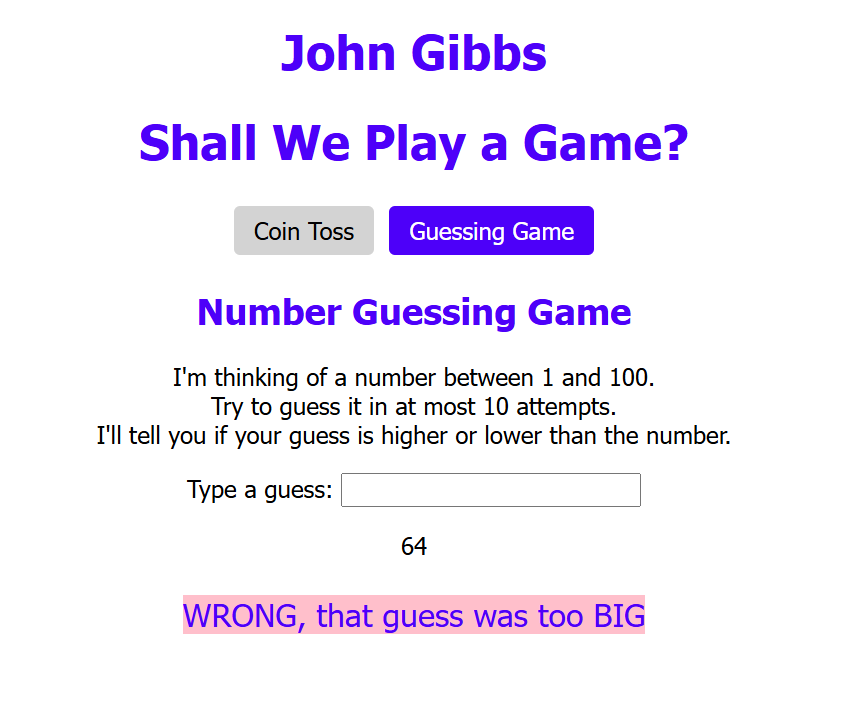 John Gibbs
Shall We Play a Game?
Coin Toss Guessing Game
Number Guessing Game
I'm thinking of a number between 1 and 100.
Try to guess it in at most 10 attempts.
I'll tell you if your guess is higher or lower than the number.
Type a guess:
64
WRONG, that guess was too BIG